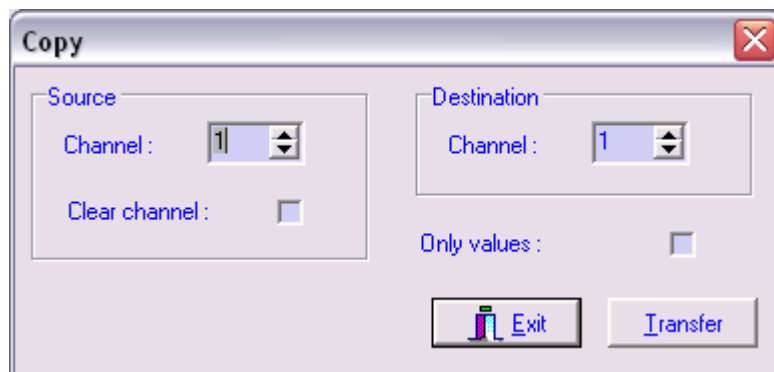 Copy
Source
Channel :
1
Clear channel :
Destination
Channel :
1
Only values :
Exit
Transfer